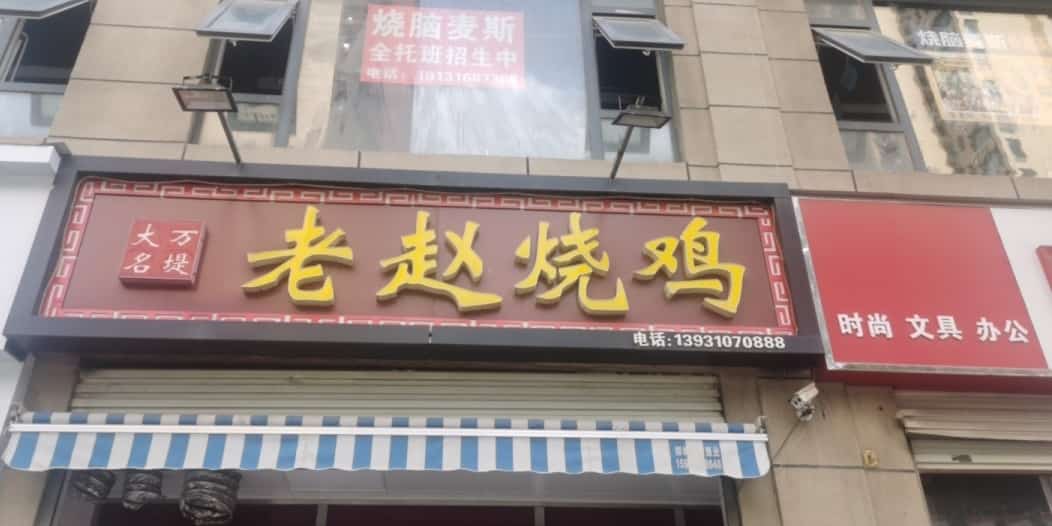 烧脑麦斯
全托班招生中
电话:
烧脑麦斯
大名
万堤
老赵烧鸡
电话:13931070888
时尚 文具 办公